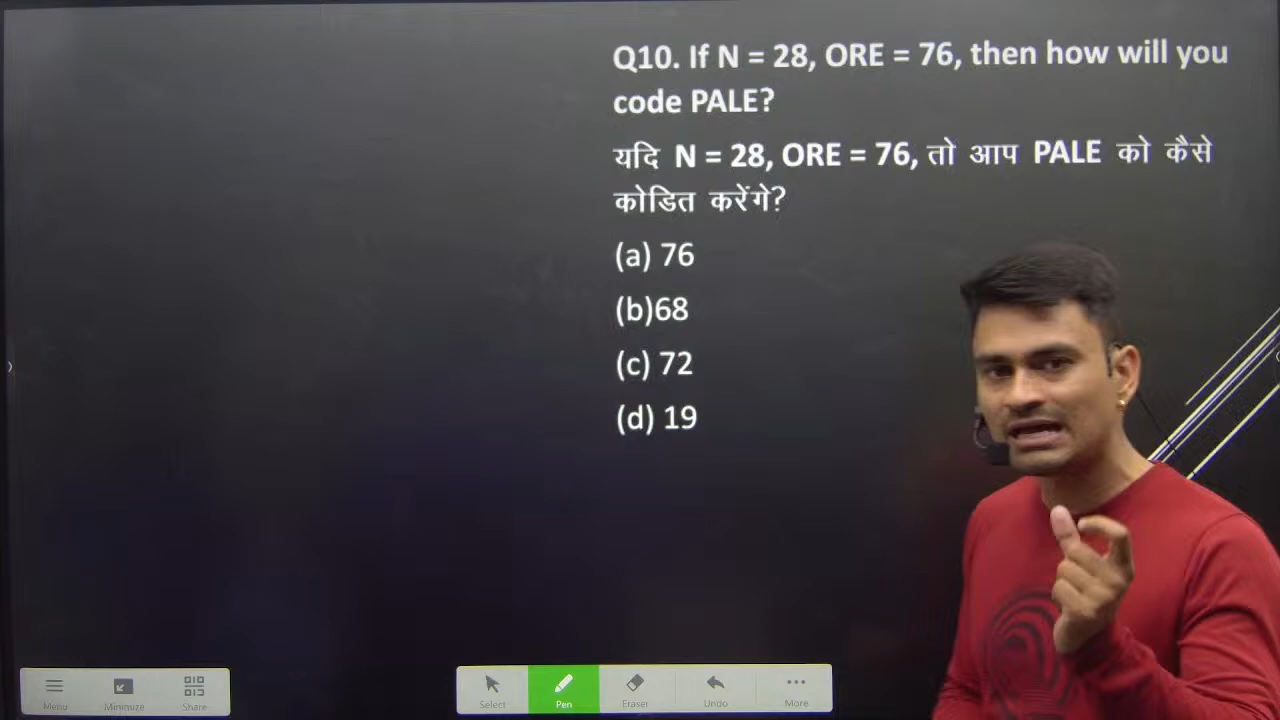 Q10. If N = 28, ORE = 76, then how will you
code PALE?
यदि N = 28, ORE = 76, तो आप PALE को कैसे
कोडित करेंगे?
(a) 76
(b)68
(c) 72
(d) 19
Menu Minimize Share Select Pen Eraser Undo More